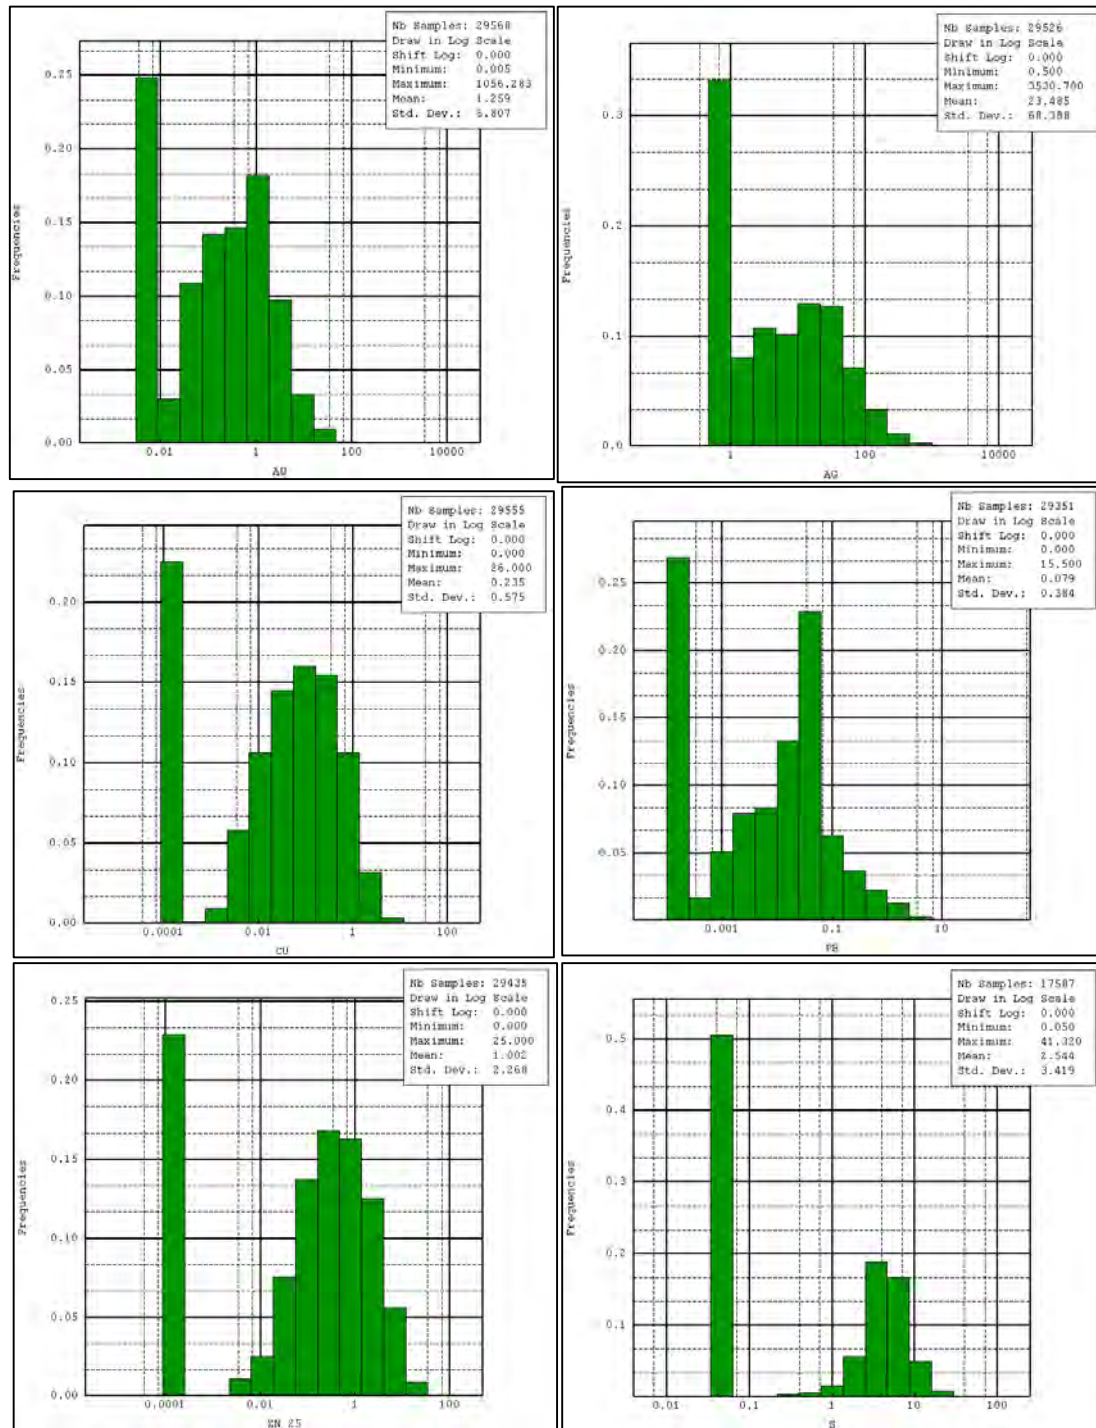 Nb Samples: 29568
Draw in Log Scale
Shift Log: 0.000
Minimum: 0.005
Maximum: 1056.283
Mean: 1.259
Std. Dev.: 6.807
0.25
0.20
0.15
0.10
0.05
0.00
Frequencies
0.01 1 100 10000
AU
Nb Samples: 29526
Draw in Log Scale
Shift Log: 0.000
Minimum: 0.500
Maximum: 3530.700
Mean: 23.485
Std. Dev.: 68.388
0.3
0.2
0.1
0.0
Frequencies
1 100 10000
AG
Nb Samples: 29555
Draw in Log Scale
Shift Log: 0.000
Minimum: 0.000
Maximum: 26.000
Mean: 0.235
Std. Dev.: 0.575
0.20
0.15
0.10
0.05
0.00
Frequencies
0.0001 0.01 1 100
CU
Nb Samples: 29351
Draw in Log Scale
Shift Log: 0.000
Minimum: 0.000
Maximum: 15.500
Mean: 0.079
Std. Dev.: 0.384
0.25
0.20
0.15
0.10
0.05
Frequencies
0.001 0.1 10
PB
Nb Samples: 29435
Draw in Log Scale
Shift Log: 0.000
Minimum: 0.000
Maximum: 25.000
Mean: 1.002
Std. Dev.: 2.268
0.25
0.20
0.15
0.10
0.05
0.00
Frequencies
0.0001 0.01 1 100
ZN 25
Nb Samples: 17587
Draw in Log Scale
Shift Log: 0.000
Minimum: 0.050
Maximum: 41.320
Mean: 2.544
Std. Dev.: 3.419
0.5
0.4
0.3
0.2
0.1
Frequencies
0.01 0.1 1 10 100
S